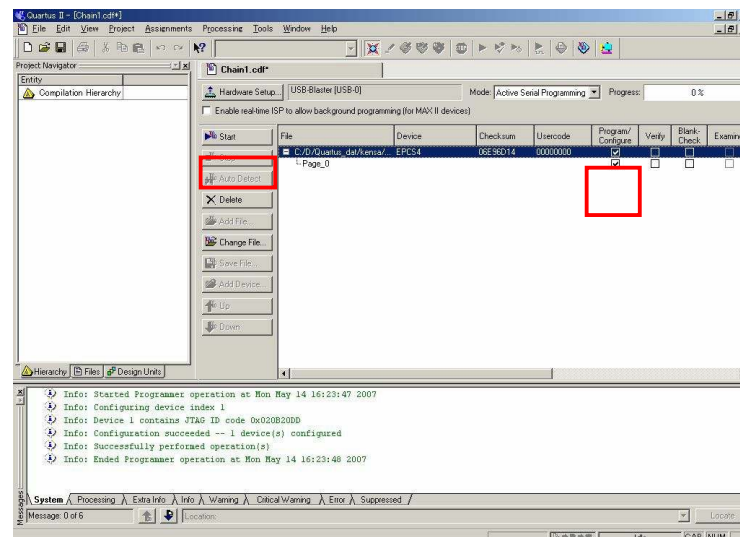 Quartus II - [Chain1.cdf*]
File Edit View Project Assignments Processing Tools Window Help
Project Navigator
Entity
Compilation Hierarchy
Hierarchy Files Design Units
Chain1.cdf*
Hardware Setup... USB-Blaster [USB-0] Mode: Active Serial Programming Progress: 0 %
Enable real-time ISP to allow background programming (for MAX II devices)
Start
Auto Detect
Delete
Add File...
Change File...
Save File...
Add Device...
Up
Down
File Device Checksum Usercode Program/ Configure Verify Blank- Check Examine
C:/D/Quartus_dat/kensa/... EPCS4 06E96D14 00000000
Page_0
Info: Started Programmer operation at Mon May 14 16:23:47 2007
Info: Configuring device index 1
Info: Device 1 contains JTAG ID code 0x020B20DD
Info: Configuration succeeded -- 1 device(s) configured
Info: Successfully performed operation(s)
Info: Ended Programmer operation at Mon May 14 16:23:48 2007
System Processing Extra Info Info Warning Critical Warning Error Suppressed
Messages
Message: 0 of 6 Location: Locate
CAP NUM